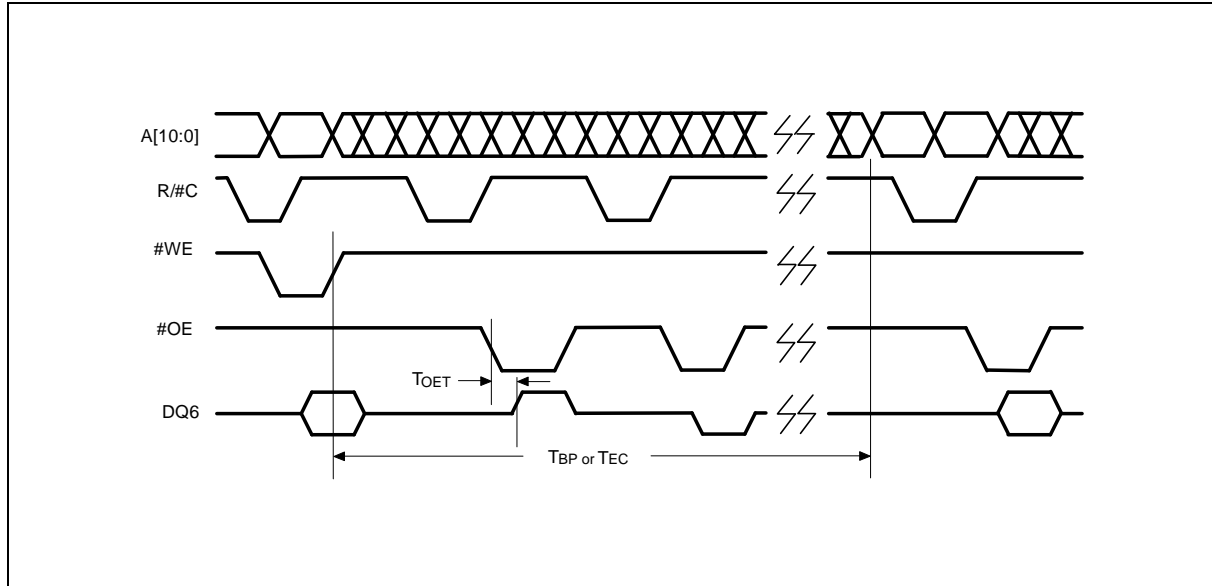 A[10:0]
R/#C
#WE
#OE
TOET
DQ6
TBP or TEC